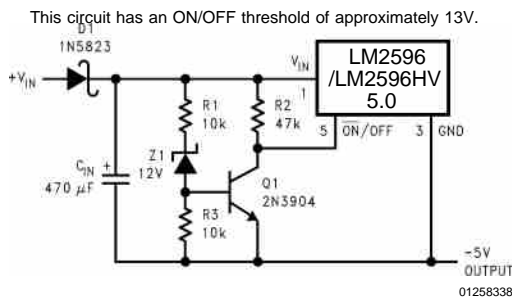 This circuit has an ON/OFF threshold of approximately 13V.
D1
1N5823
+VIN
VIN
1
LM2596
/LM2596HV
5.0
5
ON/OFF
3
GND
R1
10k
R2
47k
Z1
12V
CIN
+
470 μF
Q1
2N3904
R3
10k
-5V
OUTPUT
01258338